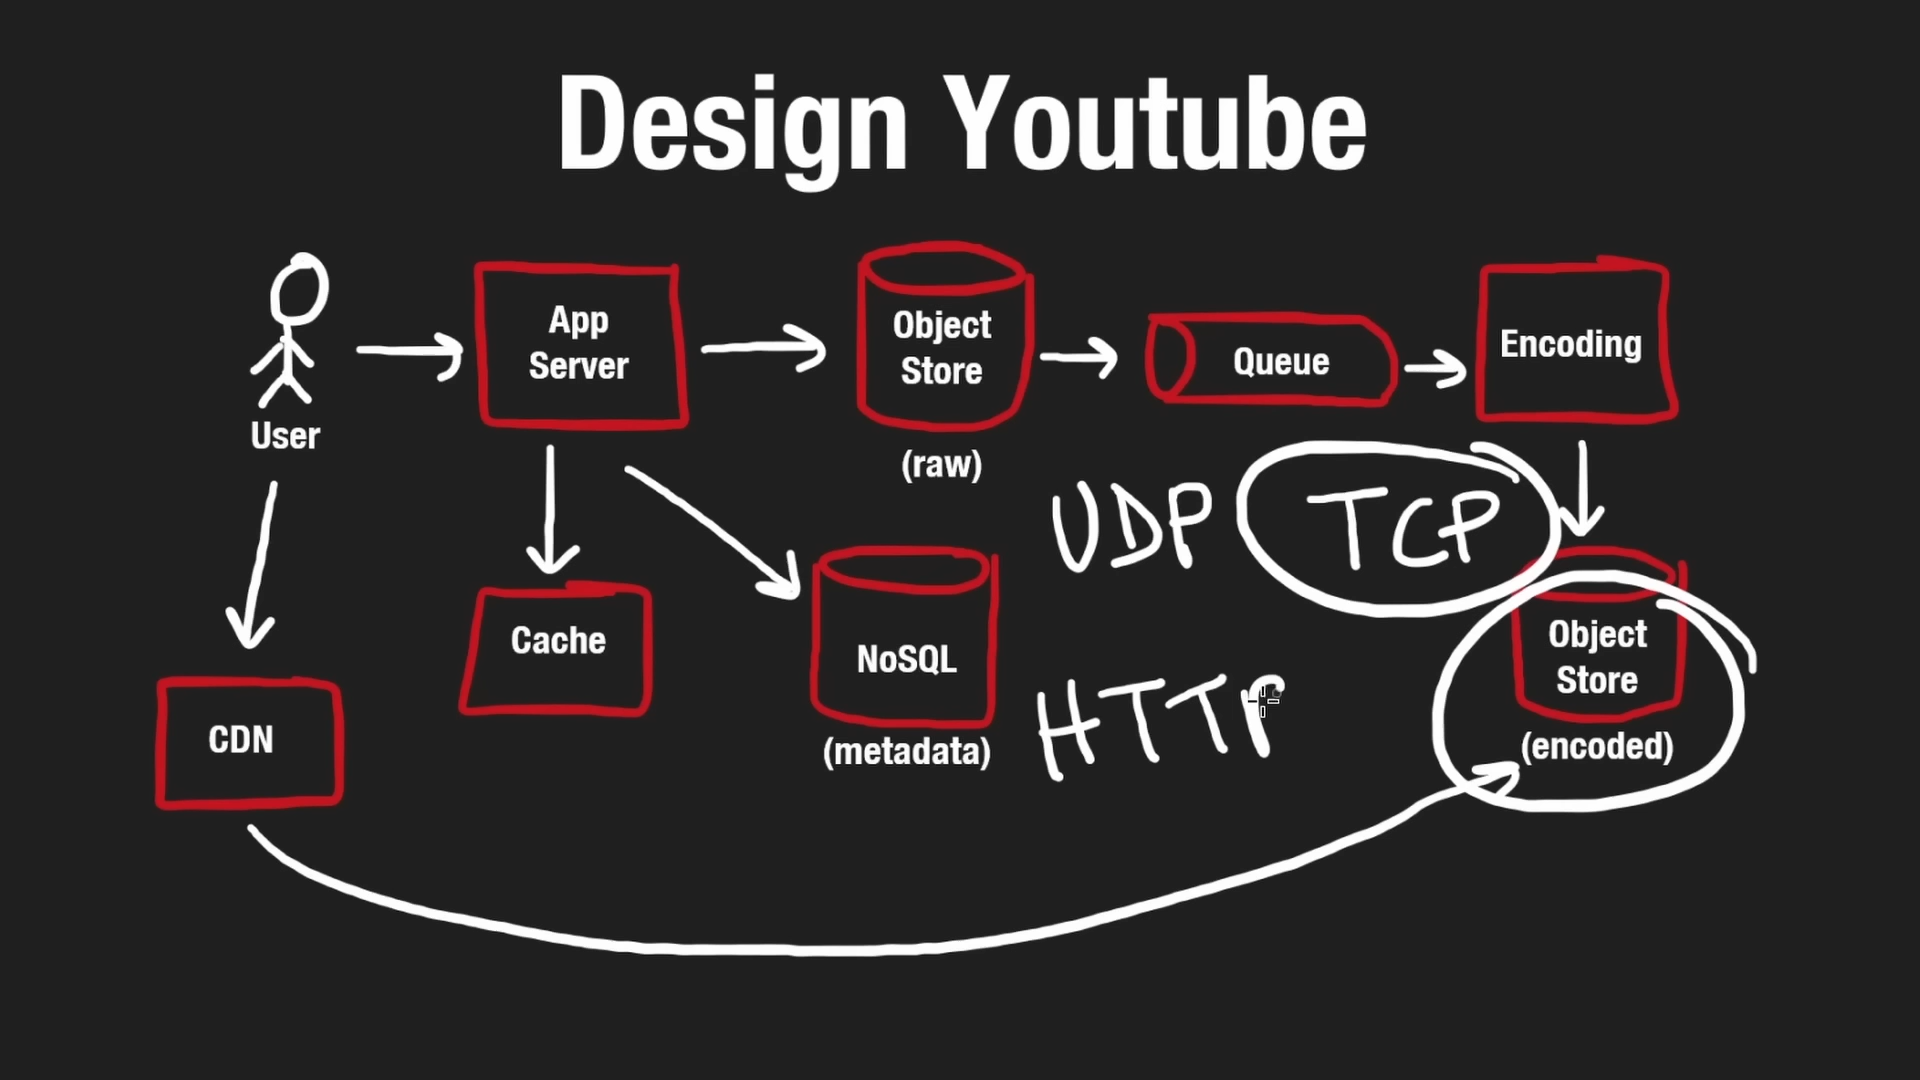 Design Youtube
App
Server
Object
Store
Queue
Encoding
User
(raw)
UDP TCP
Cache
NoSQL
Object
Store
CDN
HTTP
(metadata)
(encoded)